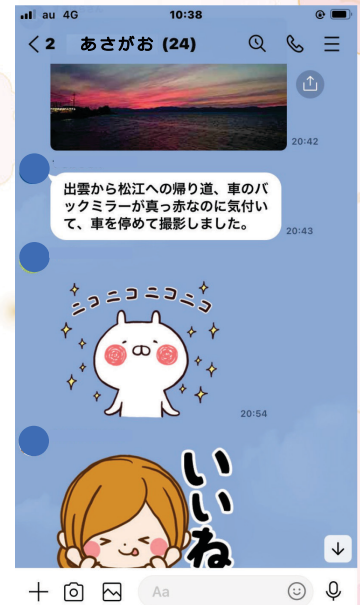 au 4G 10:38
2 あさがお (24)
20:42
出雲から松江への帰り道、車のバ
ックミラーが真っ赤なのに気付い
て、車を停めて撮影しました。
20:43
ニコニコニコニコ
20:54
いいね
Aa